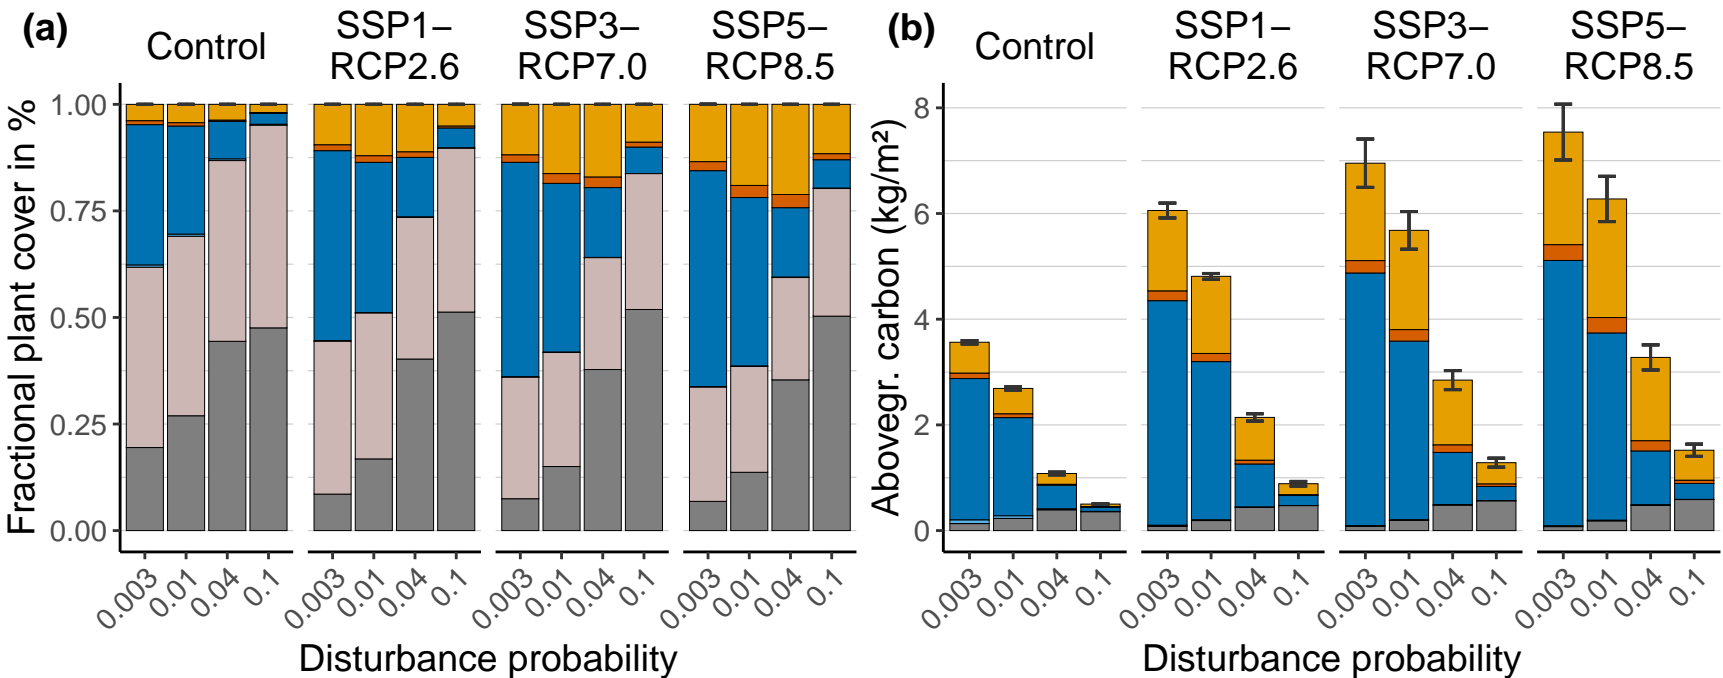 (a)
Control
SSP1–
RCP2.6
SSP3–
RCP7.0
SSP5–
RCP8.5
Fractional plant cover in %
1.00
0.75
0.50
0.25
0.00
0.003
0.01
0.04
0.1
0.003
0.01
0.04
0.1
0.003
0.01
0.04
0.1
0.003
0.01
0.04
0.1
Disturbance probability
(b)
Control
SSP1–
RCP2.6
SSP3–
RCP7.0
SSP5–
RCP8.5
Abovegr. carbon (kg/m²)
8
6
4
2
0
0.003
0.01
0.04
0.1
0.003
0.01
0.04
0.1
0.003
0.01
0.04
0.1
0.003
0.01
0.04
0.1
Disturbance probability